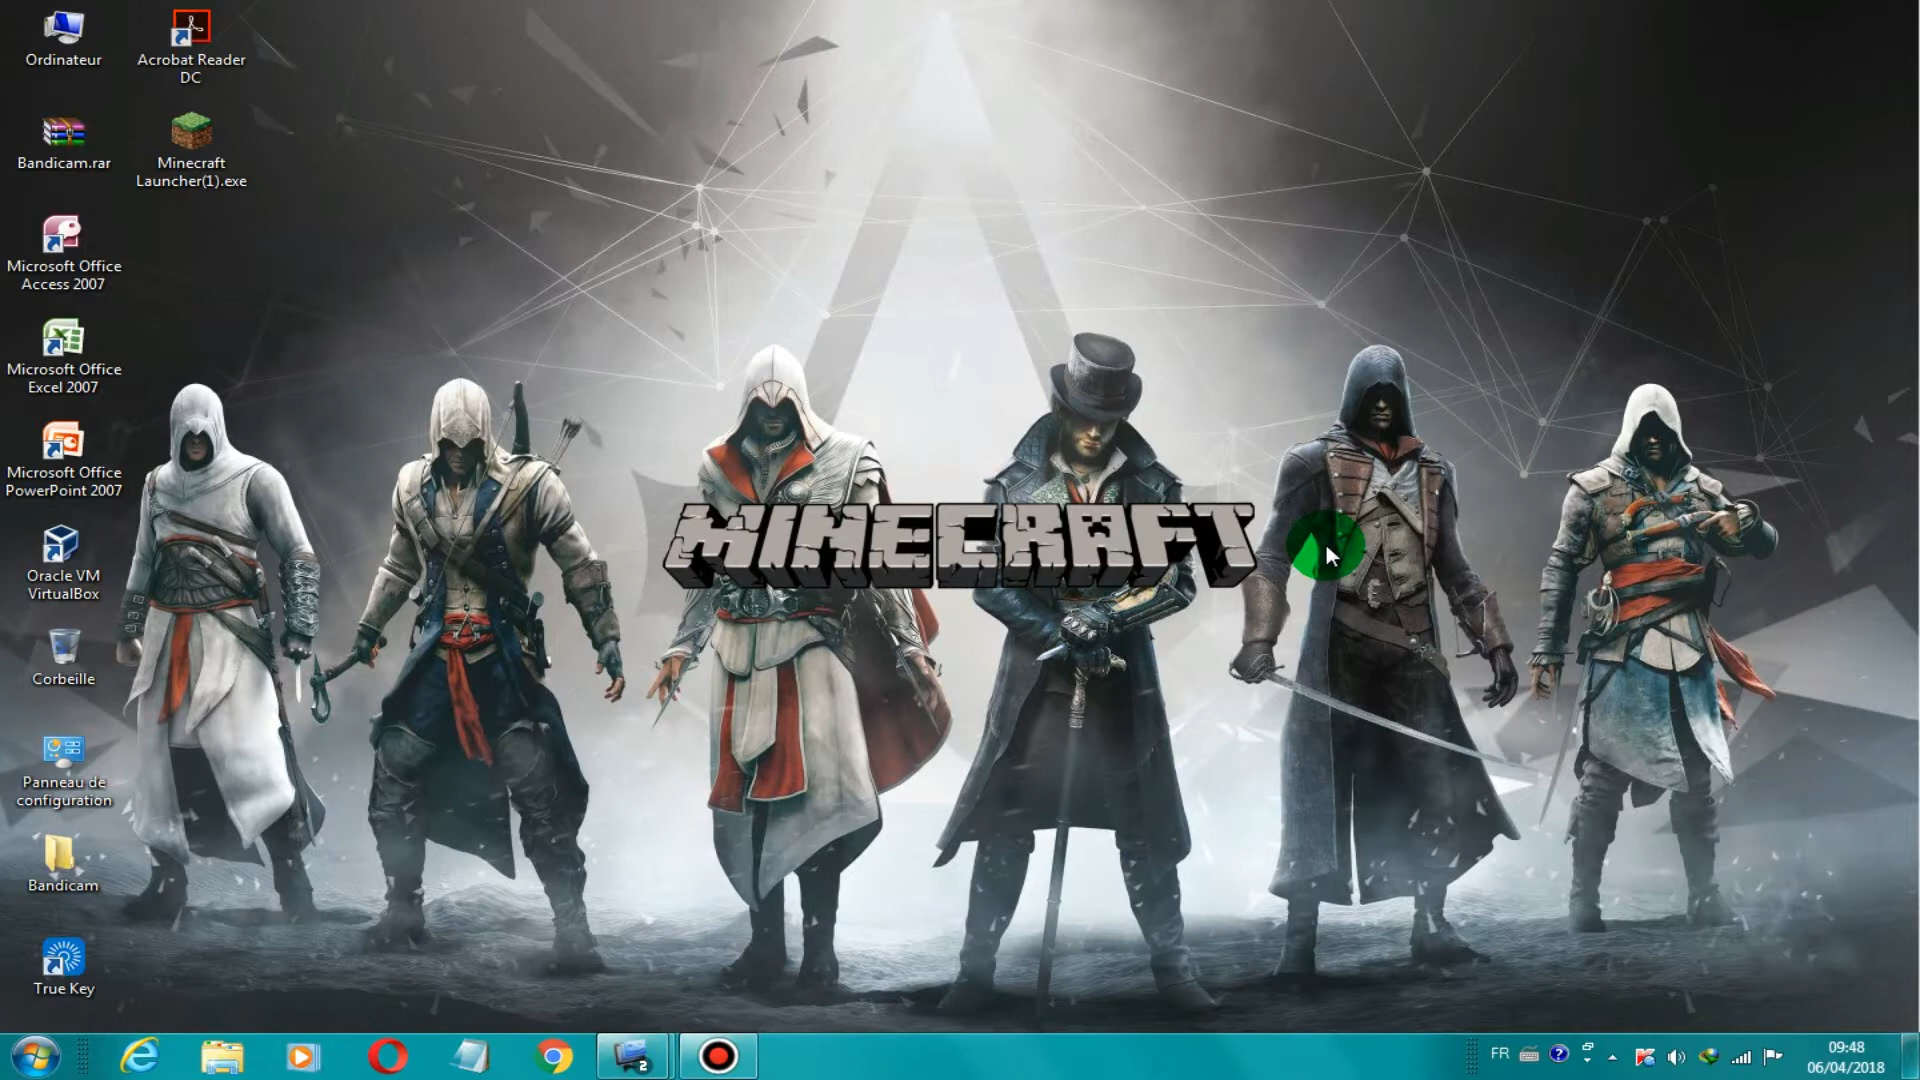 Ordinateur
Acrobat Reader
DC
Bandicam.rar
Minecraft
Launcher(1).exe
Microsoft Office
Access 2007
Microsoft Office
Excel 2007
Microsoft Office
PowerPoint 2007
Oracle VM
VirtualBox
Corbeille
Panneau de
configuration
Bandicam
True Key
MINECRAFT
2
FR
09:48
06/04/2018